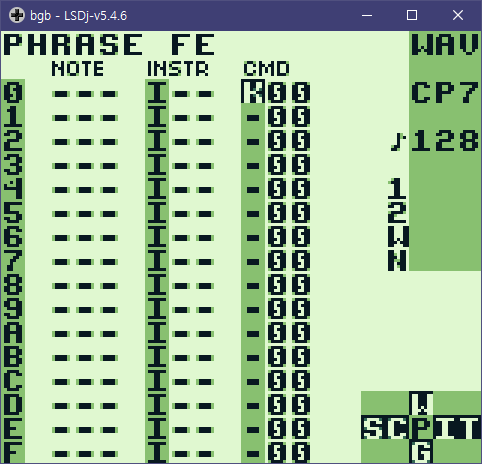 bgb - LSDj-v5.4.6
PHRASE FE WAV
NOTE INSTR CMD
0 --- I-- K00 CP7
1 --- I-- -00
2 --- I-- -00 ♪128
3 --- I-- -00
4 --- I-- -00 1
5 --- I-- -00 2
6 --- I-- -00 W
7 --- I-- -00 N
8 --- I-- -00
9 --- I-- -00
A --- I-- -00
B --- I-- -00
C --- I-- -00
D --- I-- -00 W
E --- I-- -00 SCPIT
F --- I-- -00 G